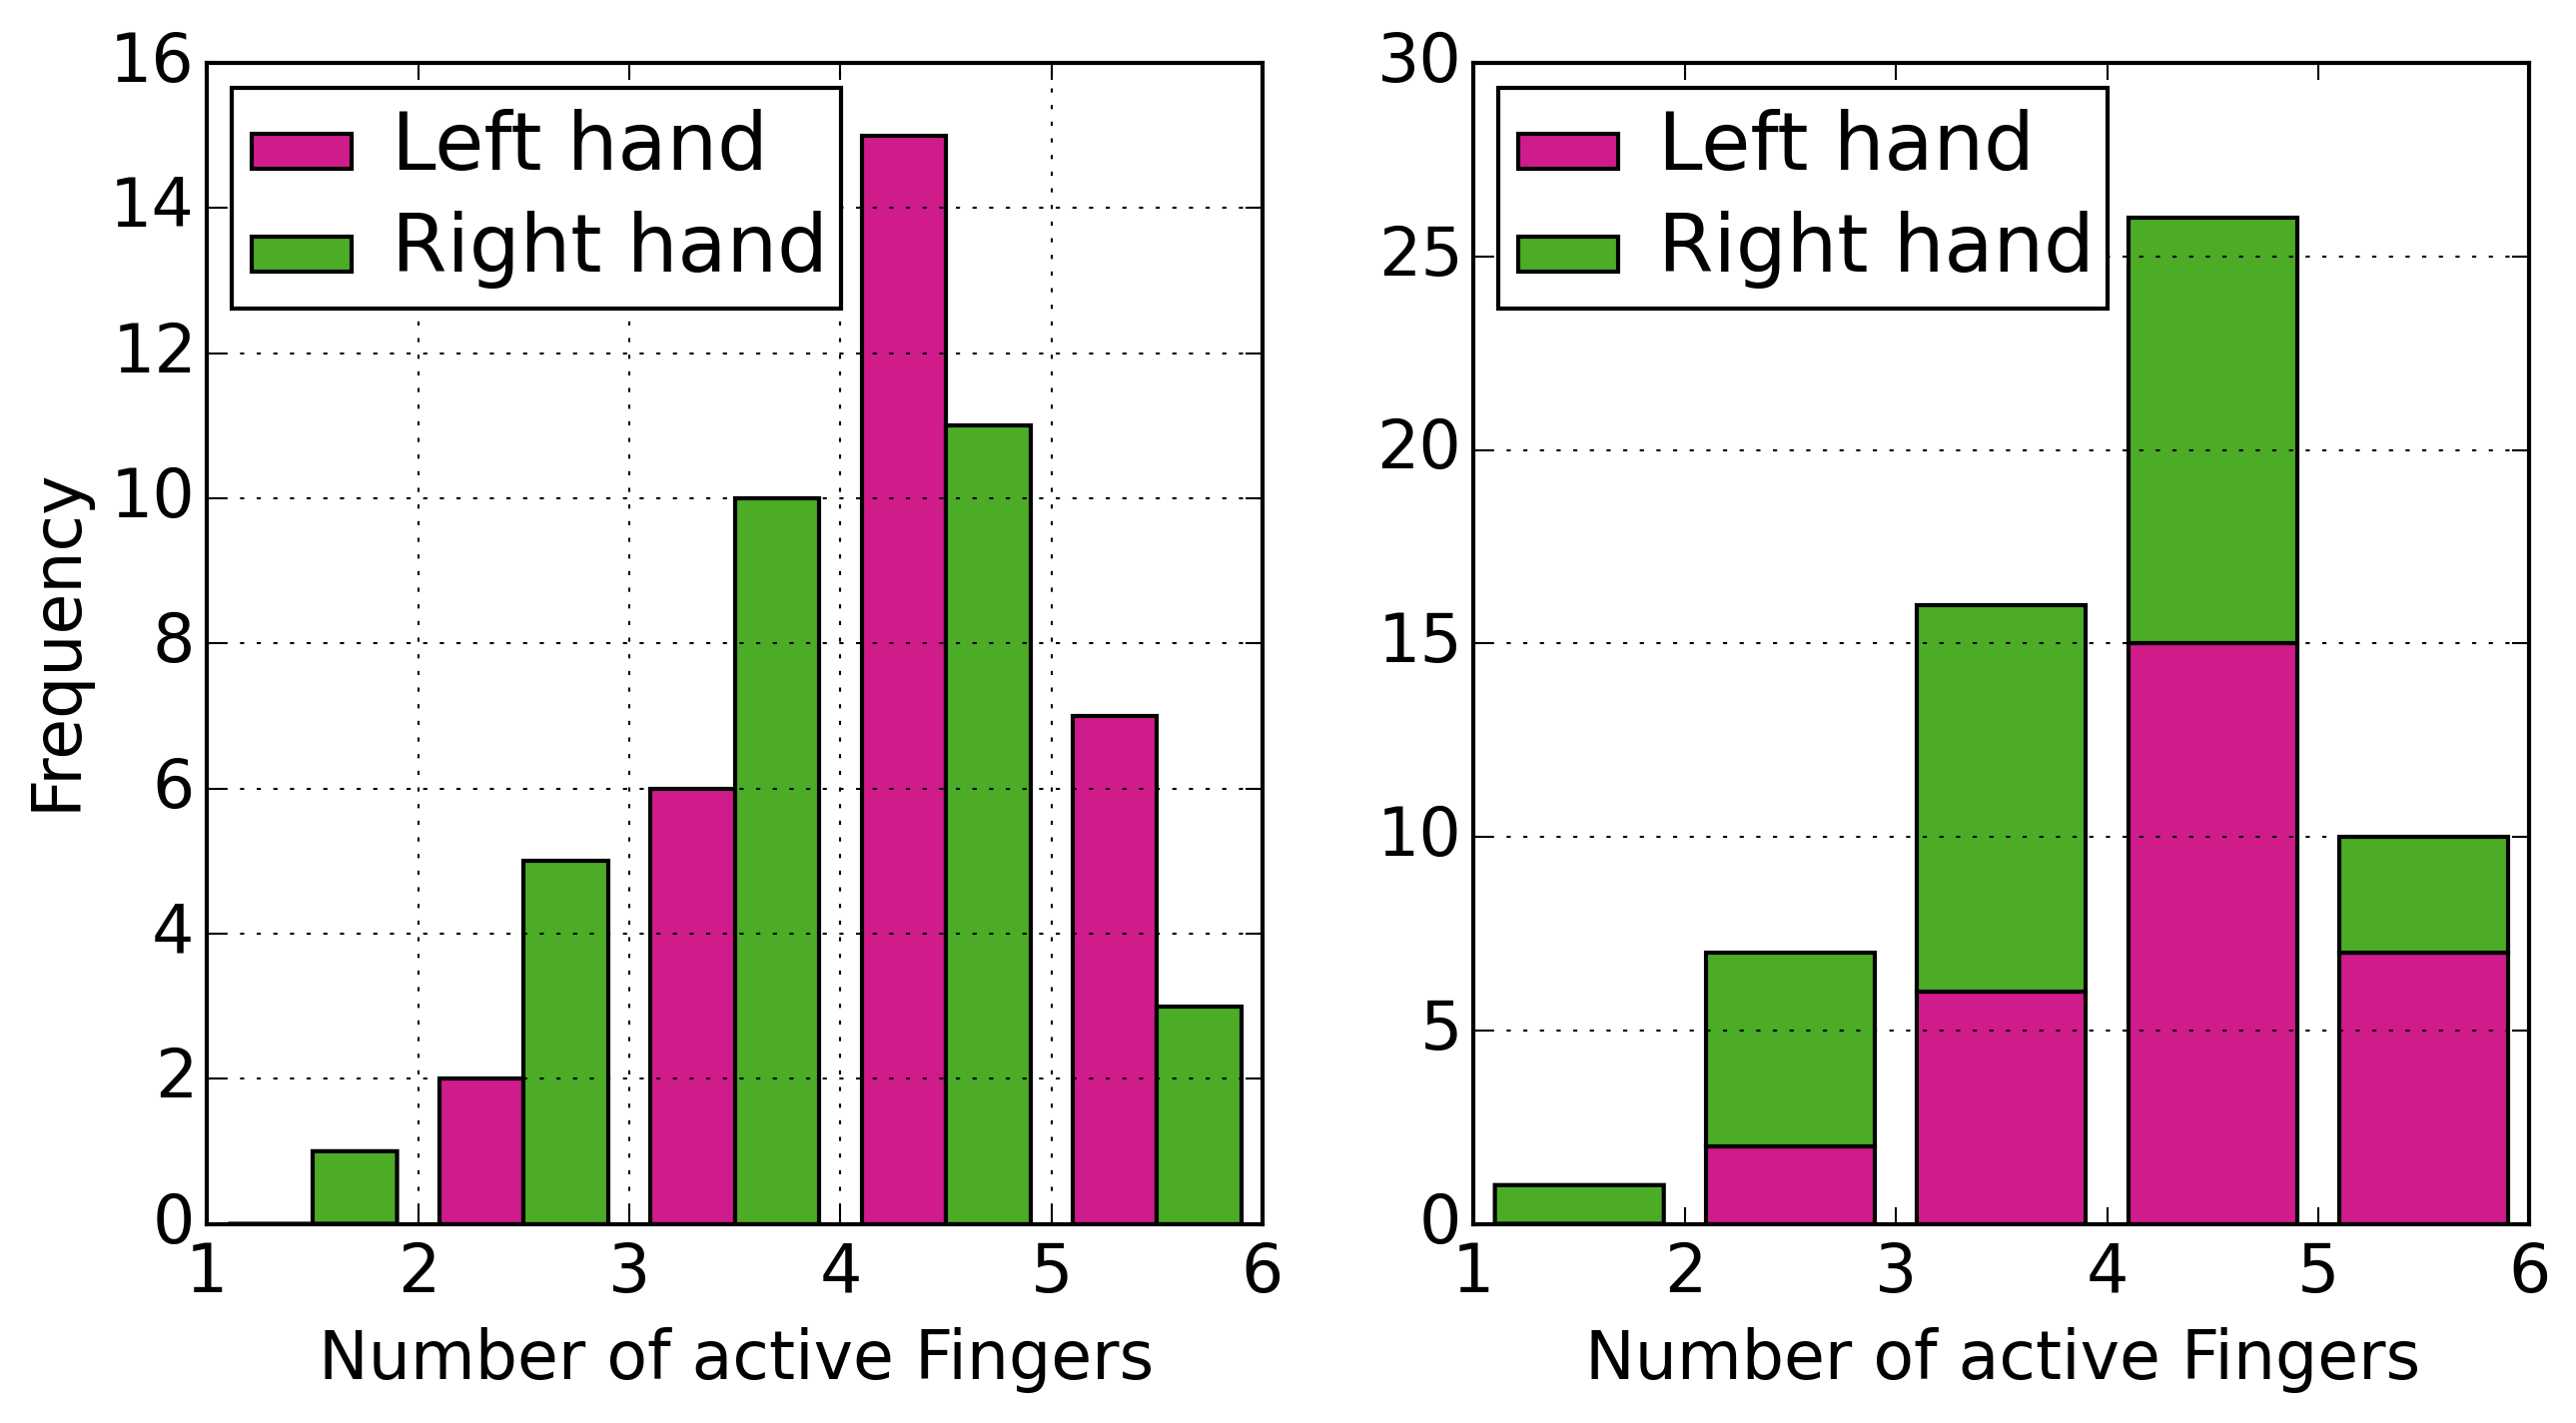 Frequency
16
14
12
10
8
6
4
2
0
Left hand
Right hand
1 2 3 4 5 6
Number of active Fingers
30
25
20
15
10
5
0
Left hand
Right hand
1 2 3 4 5 6
Number of active Fingers